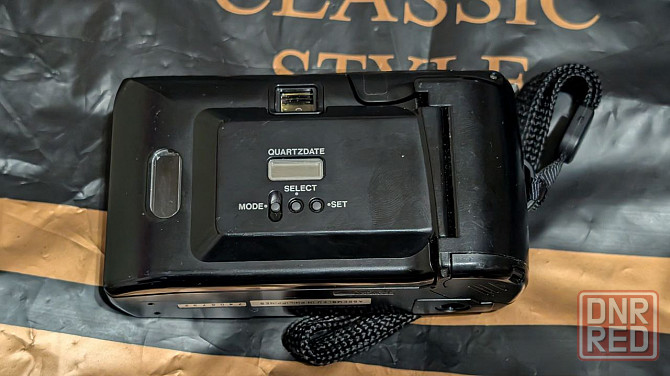 CLASSIC
STYLE
QUARTZDATE
SELECT
MODE SET
DNR
RED